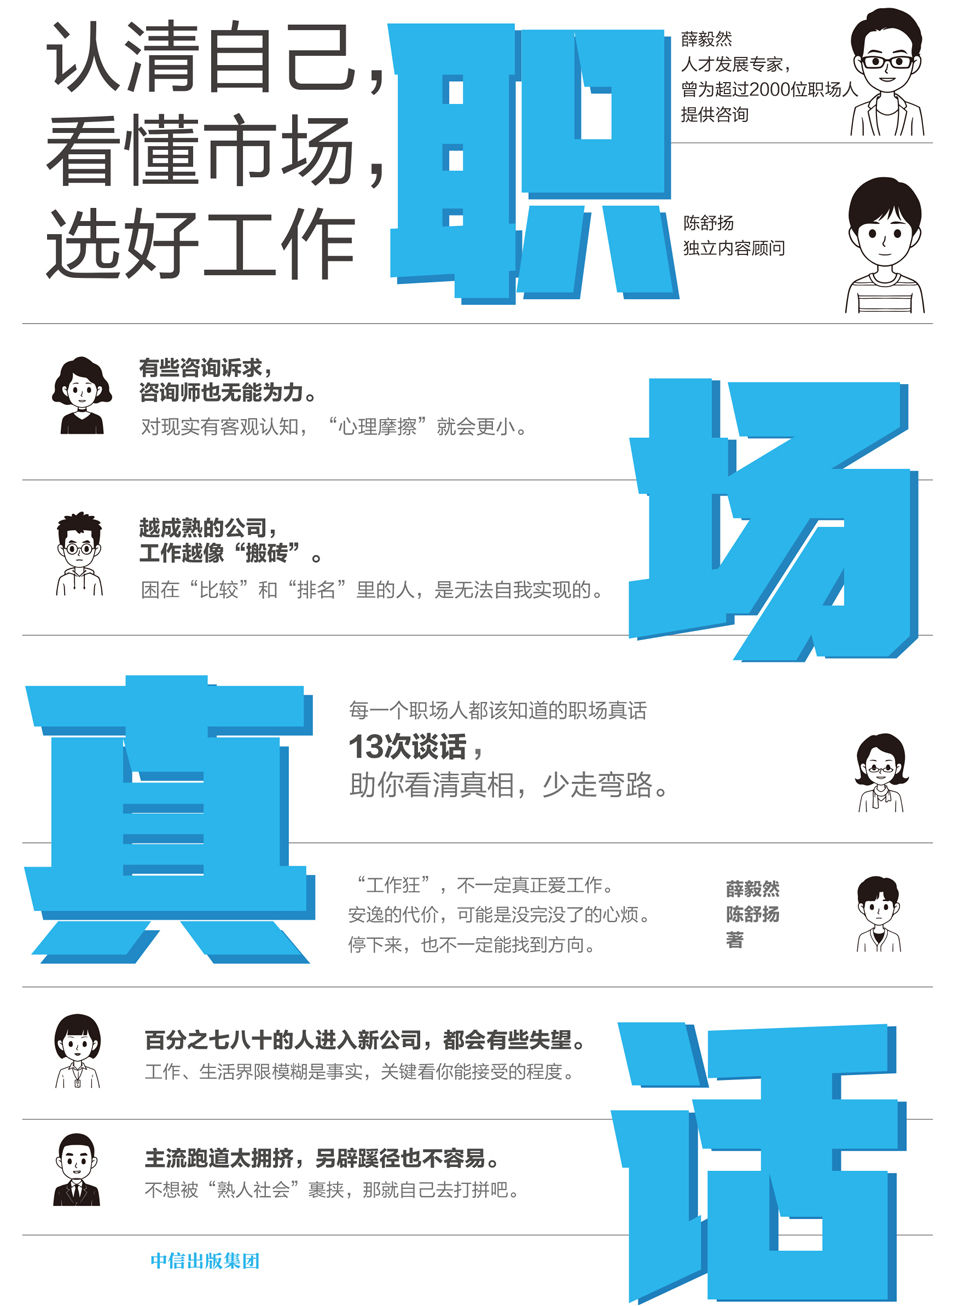 认清自己，
看懂市场，
选好工作
职
薛毅然
人才发展专家，
曾为超过2000位职场人
提供咨询
陈舒扬
独立内容顾问
有些咨询诉求，
咨询师也无能为力。
对现实有客观认知，“心理摩擦”就会更小。
场
越成熟的公司，
工作越像“搬砖”。
困在“比较”和“排名”里的人，是无法自我实现的。
真
每一个职场人都该知道的职场真话
13次谈话，
助你看清真相，少走弯路。
“工作狂”，不一定真正爱工作。
安逸的代价，可能是没完没了的心烦。
停下来，也不一定能找到方向。
薛毅然
陈舒扬
著
百分之七八十的人进入新公司，都会有些失望。
工作、生活界限模糊是事实，关键看你能接受的程度。
话
主流跑道太拥挤，另辟蹊径也不容易。
不想被“熟人社会”裹挟，那就自己去打拼吧。
中信出版集团